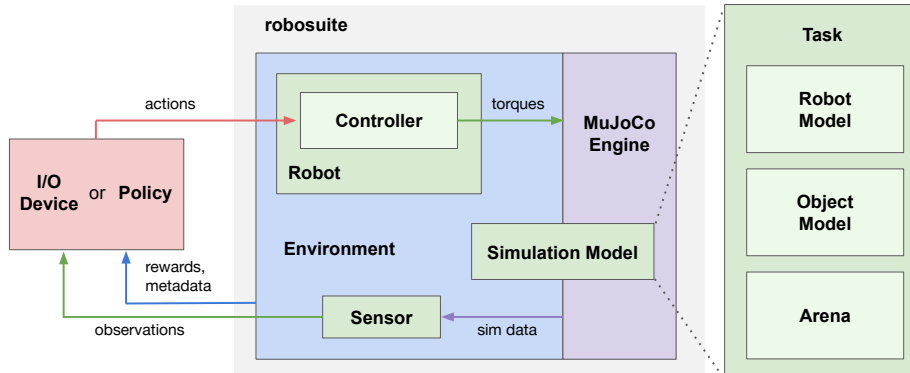 robosuite
Task
actions
Controller
torques
MuJoCo
Engine
Robot
Model
I/O
Device
or
Policy
Robot
Object
Model
Environment
Simulation Model
rewards,
metadata
observations
Sensor
sim data
Arena